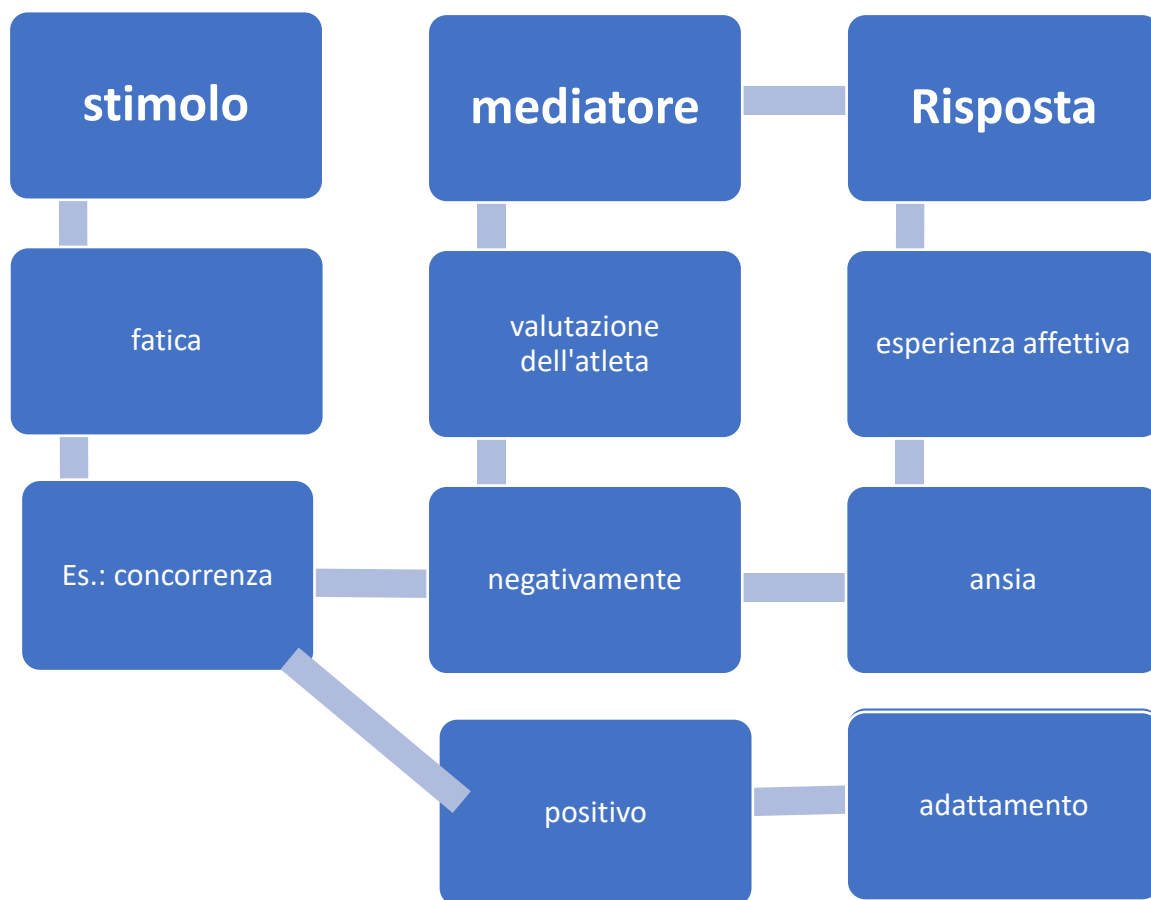 stimolo
mediatore
Risposta
fatica
valutazione
dell'atleta
esperienza affettiva
Es.: concorrenza
negativamente
ansia
positivo
adattamento